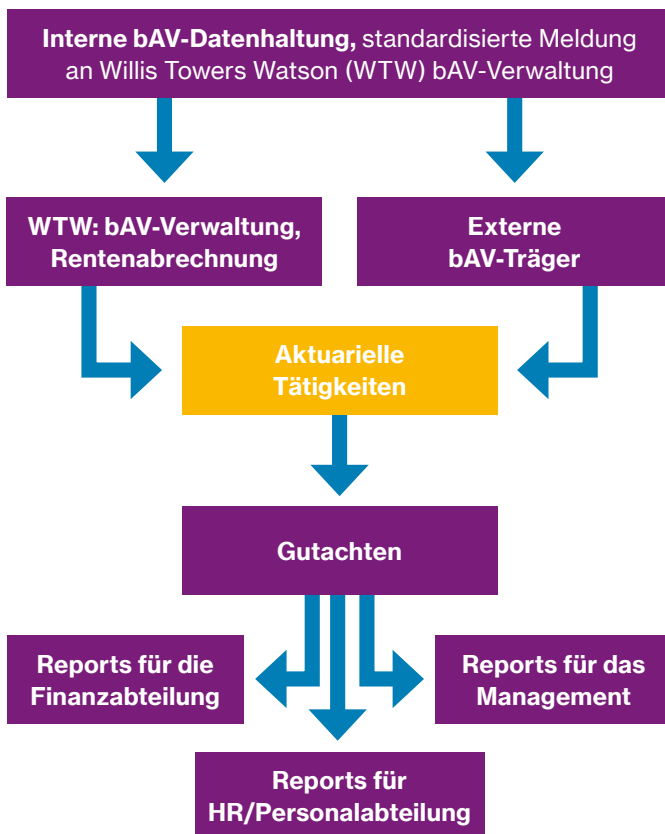 Interne bAV-Datenhaltung, standardisierte Meldung
an Willis Towers Watson (WTW) bAV-Verwaltung
WTW: bAV-Verwaltung,
Rentenabrechnung
Externe
bAV-Träger
Aktuarielle
Tätigkeiten
Gutachten
Reports für die
Finanzabteilung
Reports für das
Management
Reports für
HR/Personalabteilung